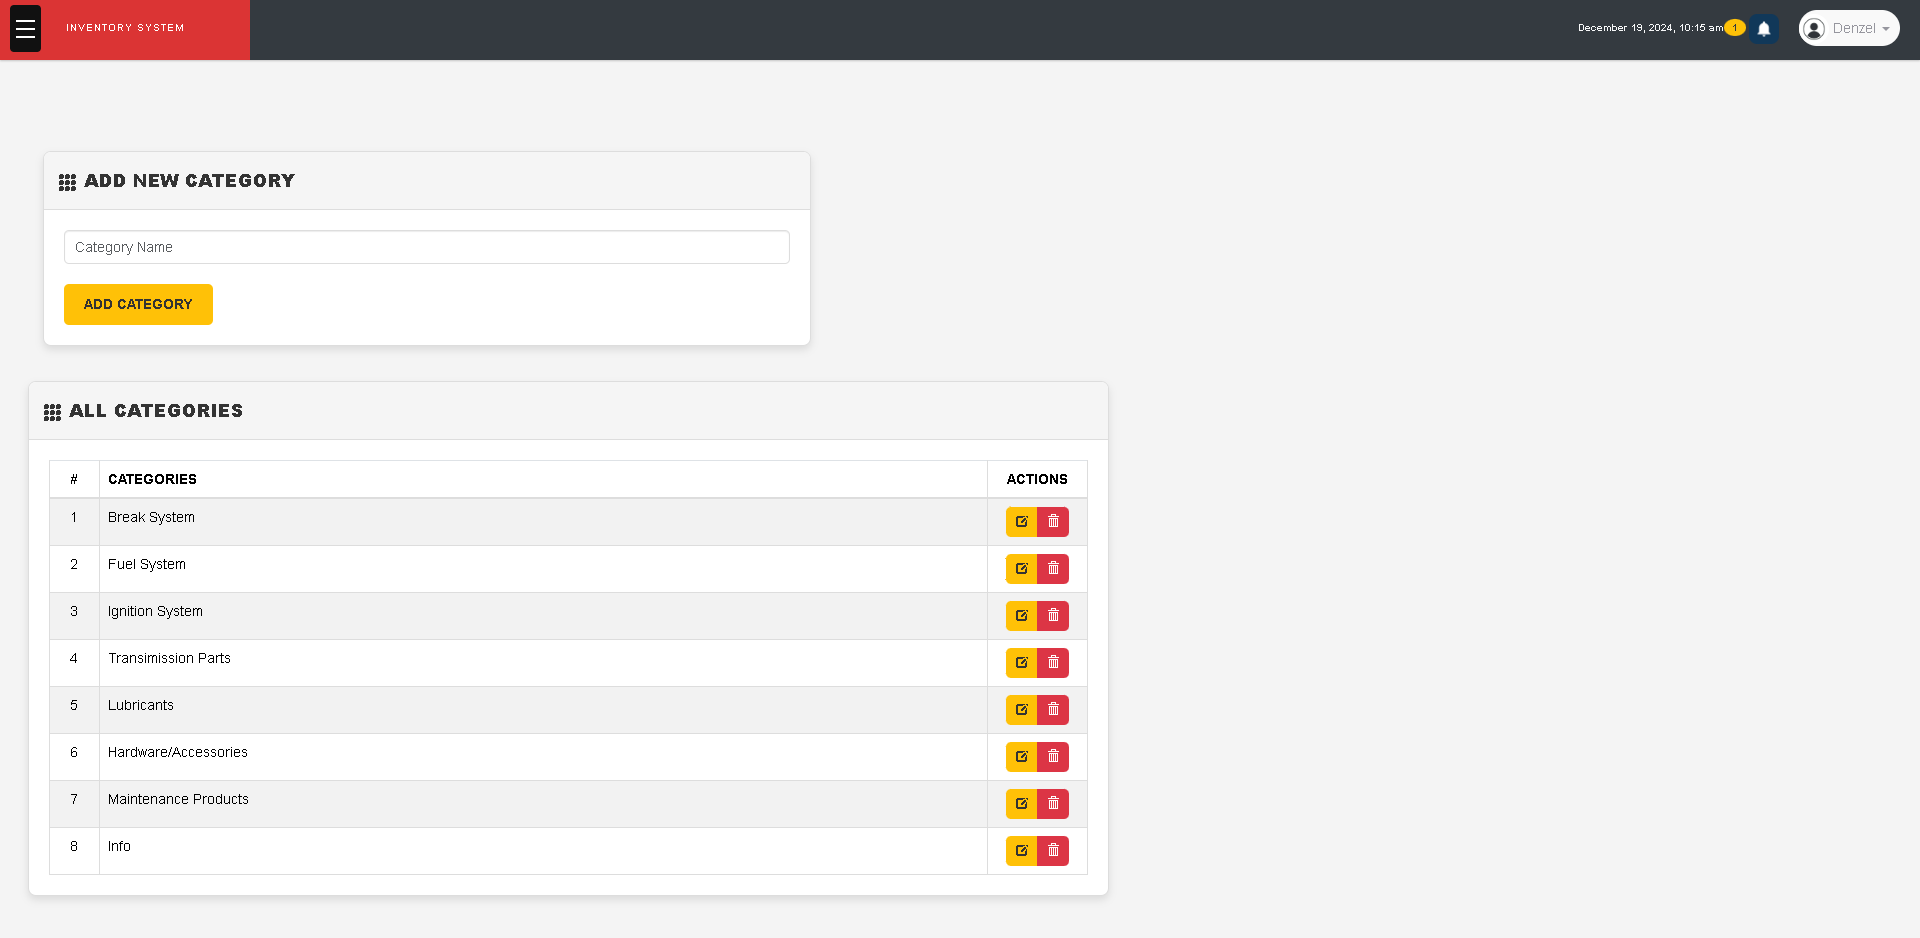 INVENTORY SYSTEM
December 19, 2024, 10:15 am 1
Denzel
ADD NEW CATEGORY
Category Name
ADD CATEGORY
ALL CATEGORIES
# CATEGORIES ACTIONS
1 Break System
2 Fuel System
3 Ignition System
4 Transimission Parts
5 Lubricants
6 Hardware/Accessories
7 Maintenance Products
8 Info